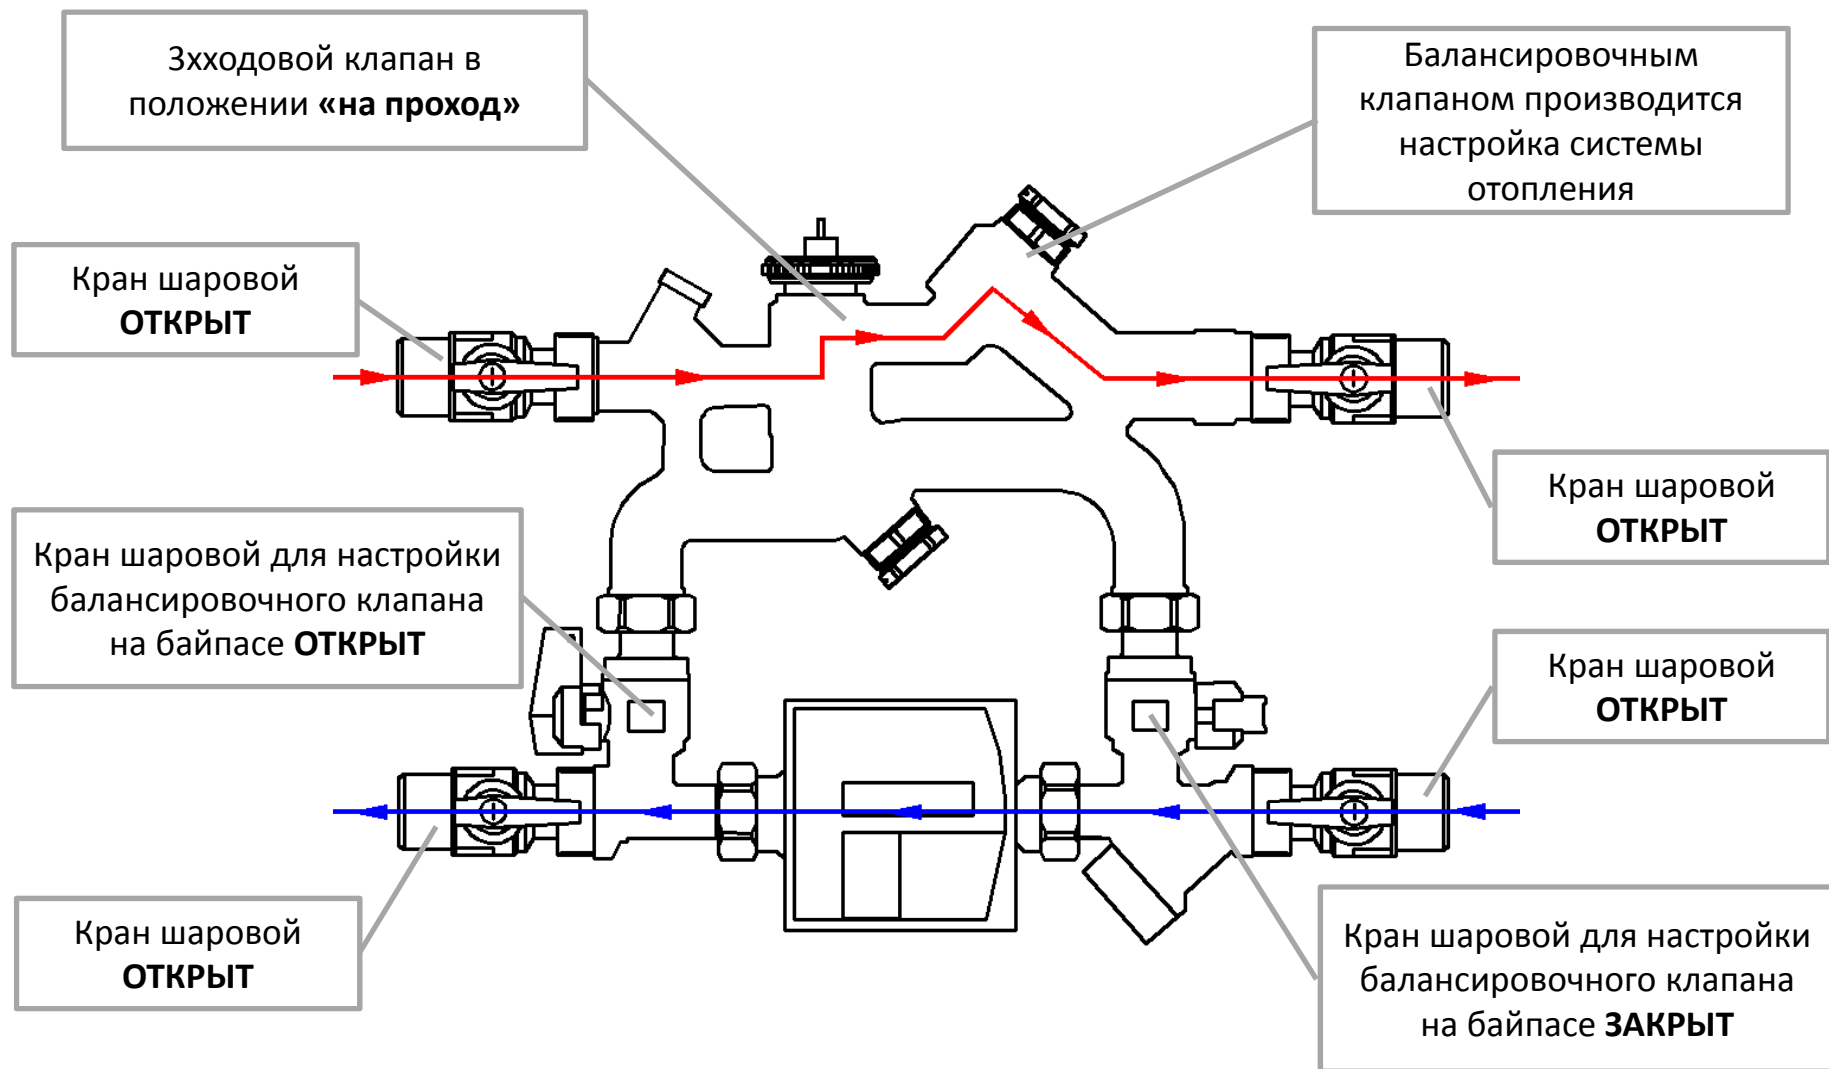 3хходовой клапан в
положении «на проход»
Балансировочным
клапаном производится
настройка системы
отопления
Кран шаровой
ОТКРЫТ
Кран шаровой
ОТКРЫТ
Кран шаровой для настройки
балансировочного клапана
на байпасе ОТКРЫТ
Кран шаровой
ОТКРЫТ
Кран шаровой
ОТКРЫТ
Кран шаровой для настройки
балансировочного клапана
на байпасе ЗАКРЫТ